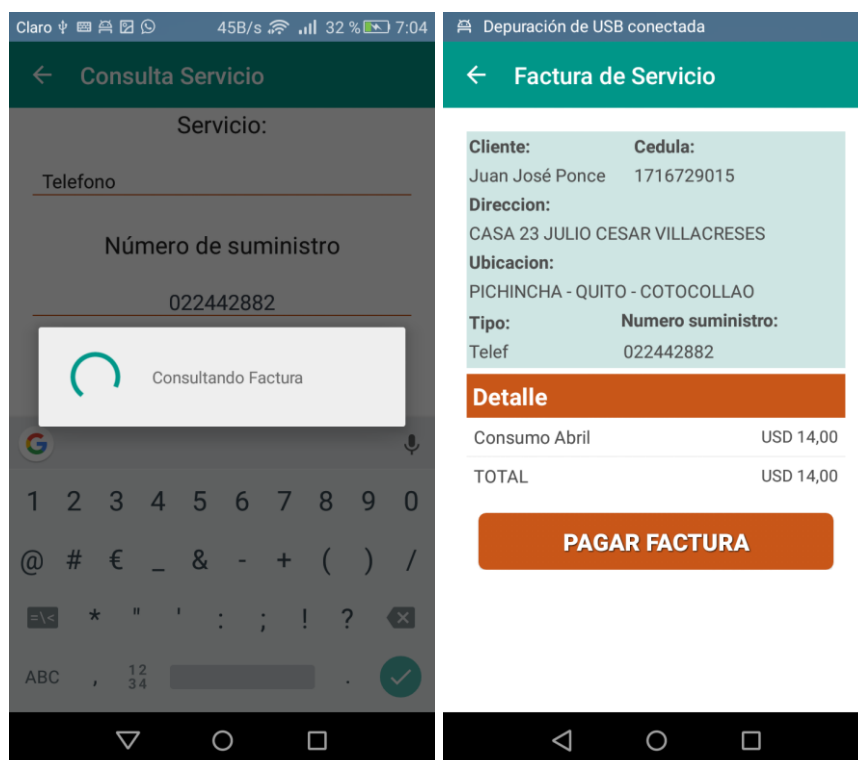 Claro 45B/s 32 % 7:04
Consulta Servicio
Servicio:
Telefono
Número de suministro
022442882
Consultando Factura
G
1 2 3 4 5 6 7 8 9 0
@ # € _ & - + ( ) /
=\< * " ' : ; ! ?
ABC , 12 34 .
Depuración de USB conectada
Factura de Servicio
Cliente: Cedula:
Juan José Ponce 1716729015
Direccion:
CASA 23 JULIO CESAR VILLACRESES
Ubicacion:
PICHINCHA - QUITO - COTOCOLLAO
Tipo: Numero suministro:
Telef 022442882
Detalle
Consumo Abril USD 14,00
TOTAL USD 14,00
PAGAR FACTURA